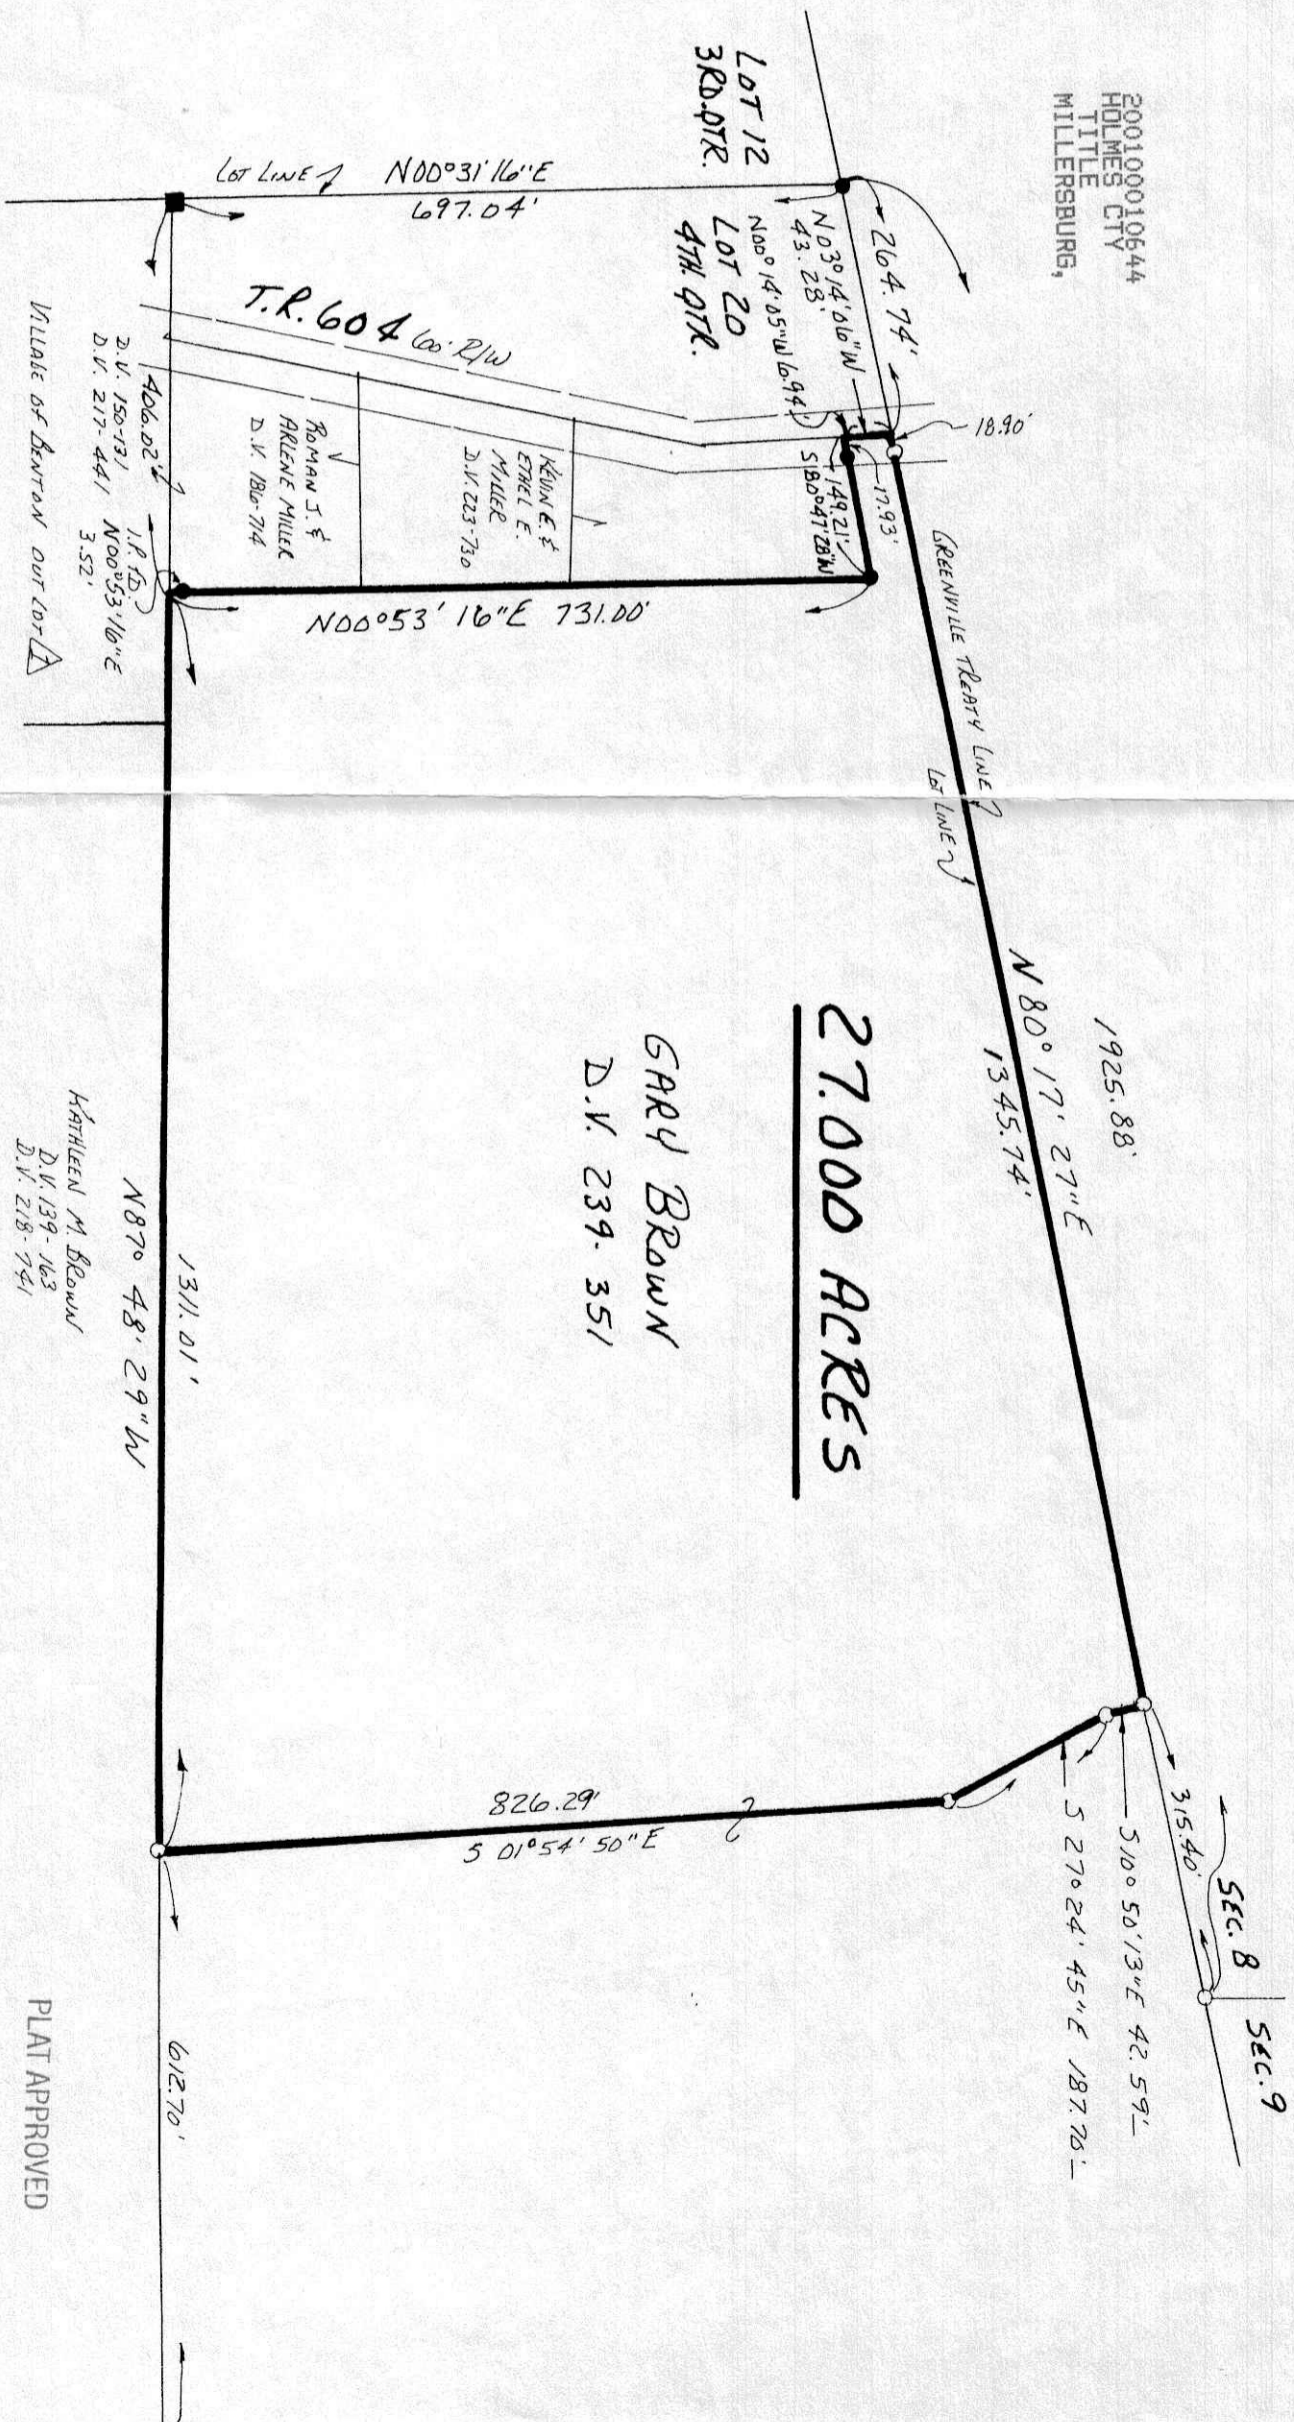 200100010644
HOLMES CTY
TITLE
MILLERSBURG,
LOT 12
3RD. QTR.
LOT LINE
N00°31'16"E
697.04'
264.74'
N03°14'06"W
43.28'
N00°14'05"W 6.94'
LOT 20
4TH. QTR.
18.90'
17.93'
149.21'
S80°47'28"W
T.R. 604 60' R/W
KEVIN E. &
ETHEL E.
MILLER
D.V. 223-730
ROMAN J. &
ARLENE MILLER
D.V. 186-714
406.02'
D.V. 150-131
D.V. 217-441
I.P. FD.
N00°53'16"E
3.52'
VILLAGE OF BENTON OUT LOT 7
N00°53'16"E 731.00'
GREENVILLE TREATY LINE
LOT LINE
1925.88'
N80°17'27"E
1345.74'
27.000 ACRES
GARY BROWN
D.V. 239-351
1311.01'
N87°48'29"W
KATHLEEN M. BROWN
D.V. 139-163
D.V. 218-741
SEC. 8
SEC. 9
315.40'
S10°50'13"E 42.59'
S27°24'45"E 187.70'
826.29'
S01°54'50"E
612.70'
PLAT APPROVED